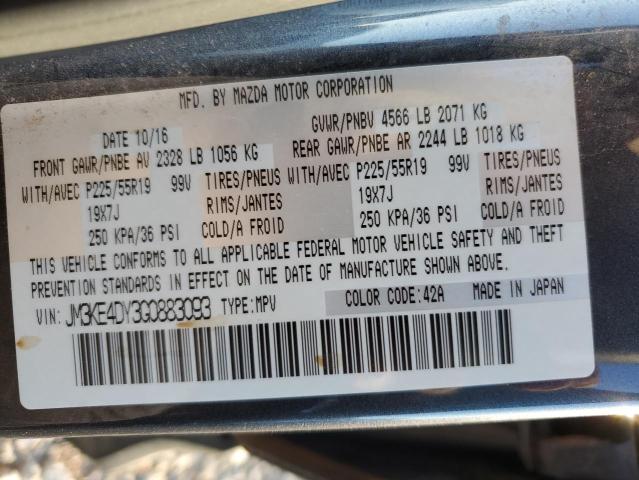 MFD. BY MAZDA MOTOR CORPORATION
DATE 10/16 GVWR/PNBV 4566 LB 2071 KG
FRONT GAWR/PNBE AV 2328 LB 1056 KG REAR GAWR/PNBE AR 2244 LB 1018 KG
WITH/AVEC P225/55R19 99V TIRES/PNEUS WITH/AVEC P225/55R19 99V TIRES/PNEUS
19X7J RIMS/JANTES 19X7J RIMS/JANTES
250 KPA/36 PSI COLD/A FROID 250 KPA/36 PSI COLD/A FROID
THIS VEHICLE CONFORMS TO ALL APPLICABLE FEDERAL MOTOR VEHICLE SAFETY AND THEFT
PREVENTION STANDARDS IN EFFECT ON THE DATE OF MANUFACTURE SHOWN ABOVE.
VIN: JM3KE4DY3G0883093 TYPE:MPV COLOR CODE:42A MADE IN JAPAN